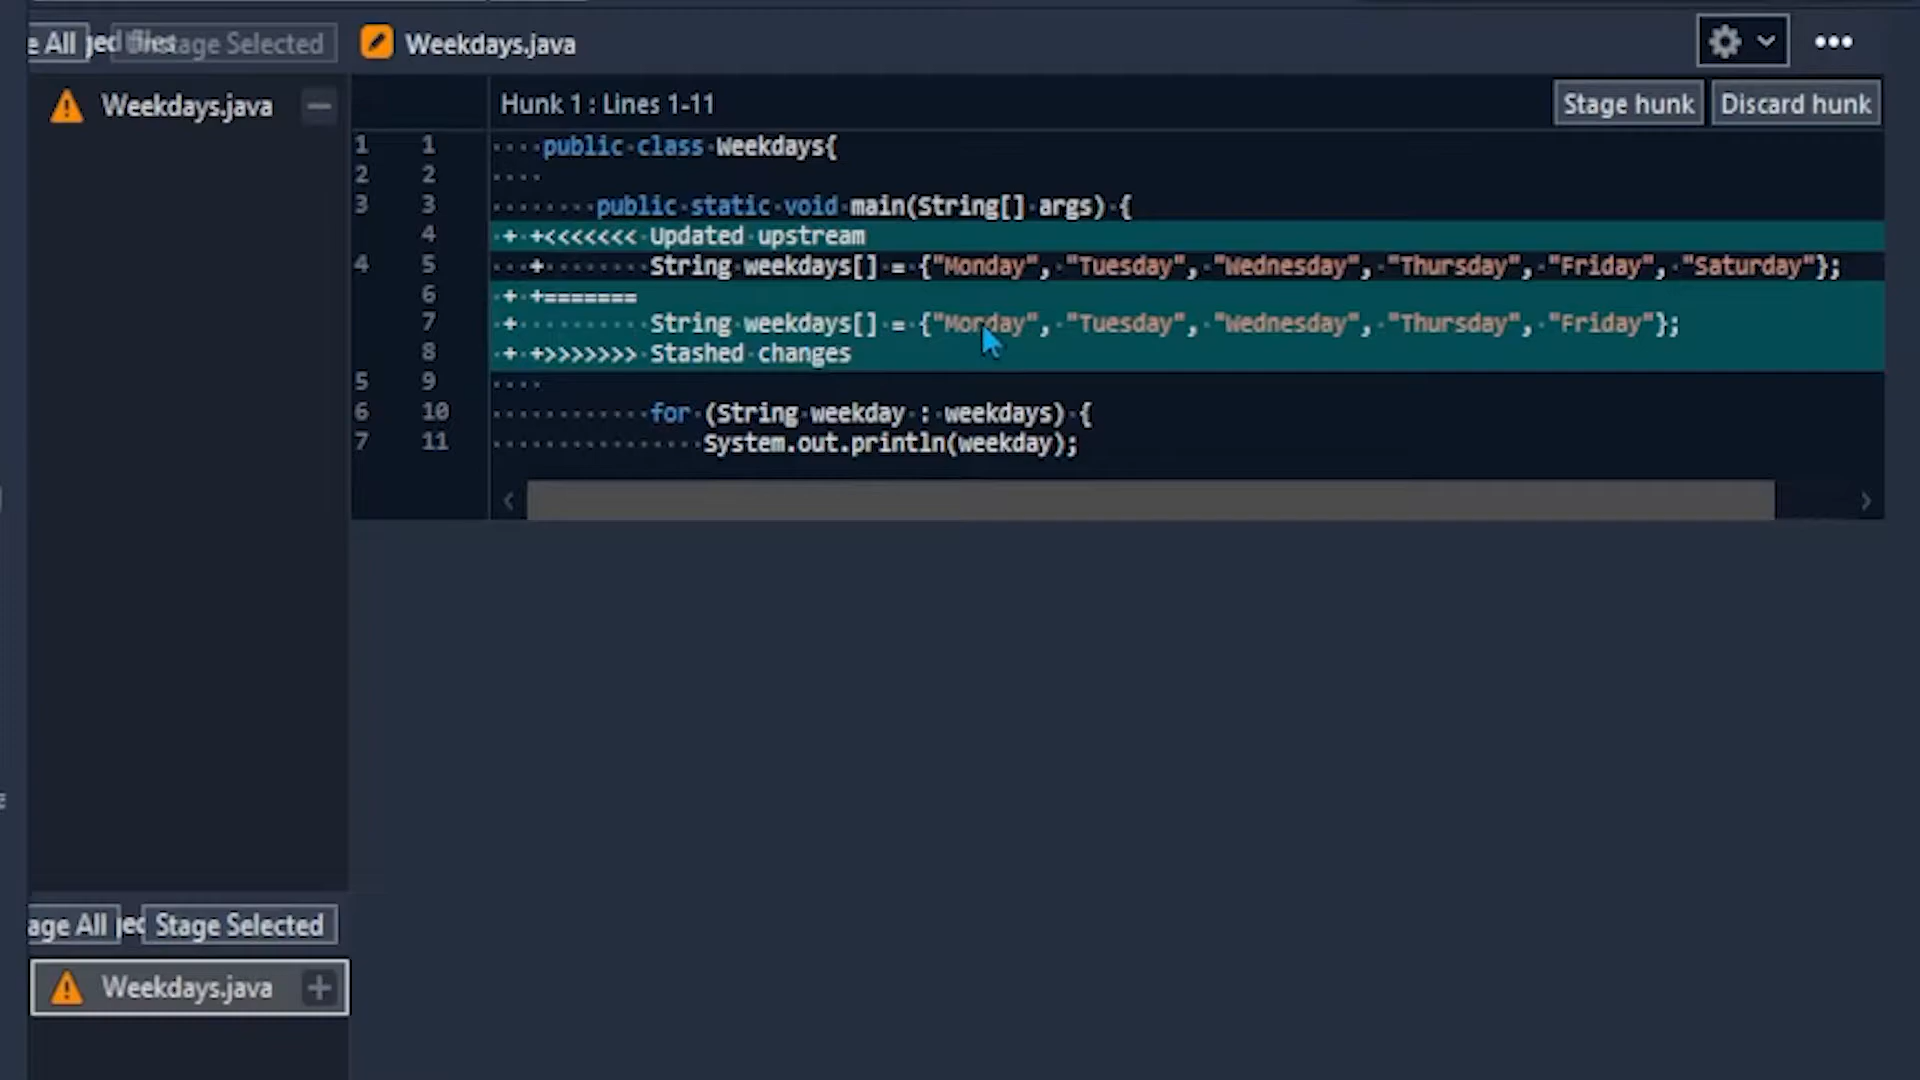 e All Unstage Selected
Weekdays.java
Weekdays.java
Hunk 1 : Lines 1-11
Stage hunk
Discard hunk
1 1 ····public·class·Weekdays{
2 2 ····
3 3 ········public·static·void·main(String[]·args)·{
4 ·+·+<<<<<<<·Updated·upstream
4 5 ···+········String·weekdays[]·=·{"Monday",·"Tuesday",·"Wednesday",·"Thursday",·"Friday",·"Saturday"};
6 ·+·+=======
7 ·+··········String·weekdays[]·=·{"Monday",·"Tuesday",·"Wednesday",·"Thursday",·"Friday"};
8 ·+·+>>>>>>>·Stashed·changes
5 9 ····
6 10 ············for·(String·weekday·:·weekdays)·{
7 11 ················System.out.println(weekday);
age All Stage Selected
Weekdays.java